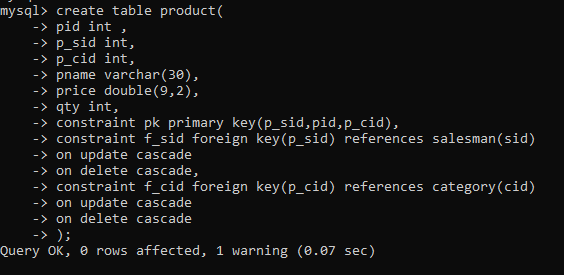 mysql> create table product(
    -> pid int ,
    -> p_sid int,
    -> p_cid int,
    -> pname varchar(30),
    -> price double(9,2),
    -> qty int,
    -> constraint pk primary key(p_sid,pid,p_cid),
    -> constraint f_sid foreign key(p_sid) references salesman(sid)
    -> on update cascade
    -> on delete cascade,
    -> constraint f_cid foreign key(p_cid) references category(cid)
    -> on update cascade
    -> on delete cascade
    -> );
Query OK, 0 rows affected, 1 warning (0.07 sec)